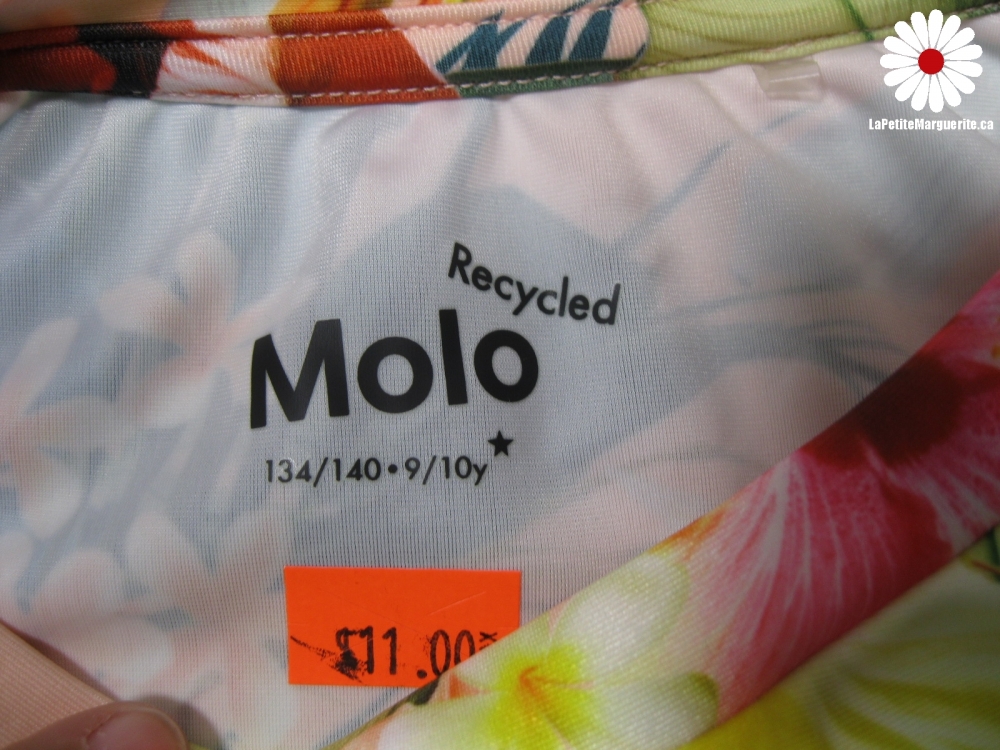 LaPetiteMarguerite.ca
Recycled
Molo
134/140•9/10y★
$11.00